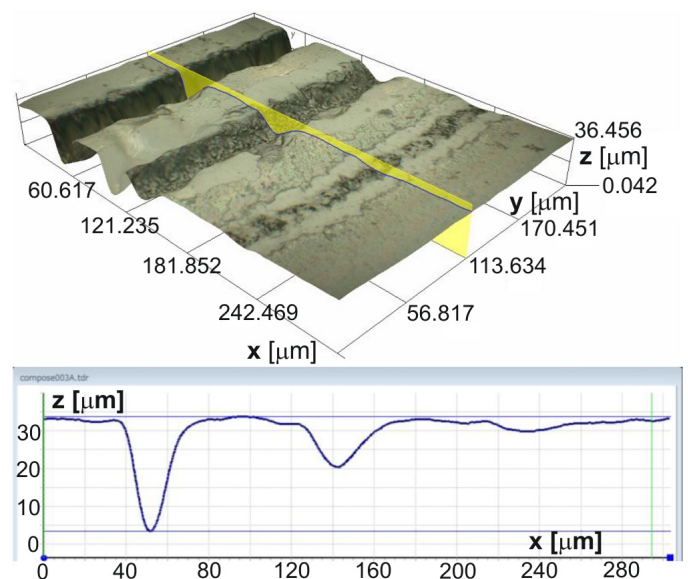 y
36.456
z [μm]
0.042
y [μm]
170.451
113.634
56.817
60.617
121.235
181.852
242.469
x [μm]
compose003A.tdr
z [μm]
30
20
10
0
x [μm]
0 40 80 120 160 200 240 280